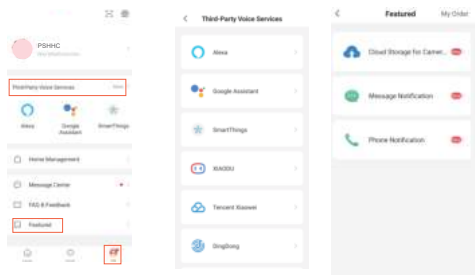 PSHHC
Third-Party Voice Services
Alexa
Google
Assistant
SmartThings
Home Management
Message Center
FAQ & Feedback
Featured
Third-Party Voice Services
Alexa
Google Assistant
SmartThings
XIAODU
Tencent Xiaowei
DingDong
Featured
My Order
Cloud Storage for Camer...
Message Notification
Phone Notification